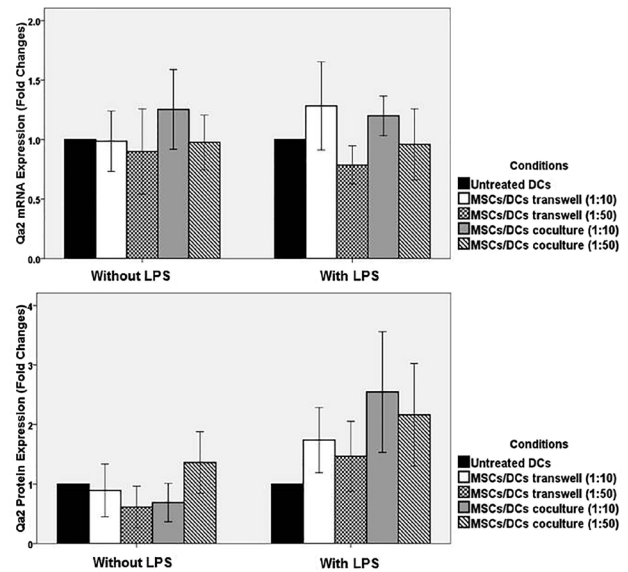 Qa2 mRNA Expression (Fold Changes)
2.0
1.5
1.0
0.5
0.0
Without LPS
With LPS
Conditions
Untreated DCs
MSCs/DCs transwell (1:10)
MSCs/DCs transwell (1:50)
MSCs/DCs coculture (1:10)
MSCs/DCs coculture (1:50)
Qa2 Protein Expression (Fold Changes)
4
3
2
1
0
Without LPS
With LPS
Conditions
Untreated DCs
MSCs/DCs transwell (1:10)
MSCs/DCs transwell (1:50)
MSCs/DCs coculture (1:10)
MSCs/DCs coculture (1:50)